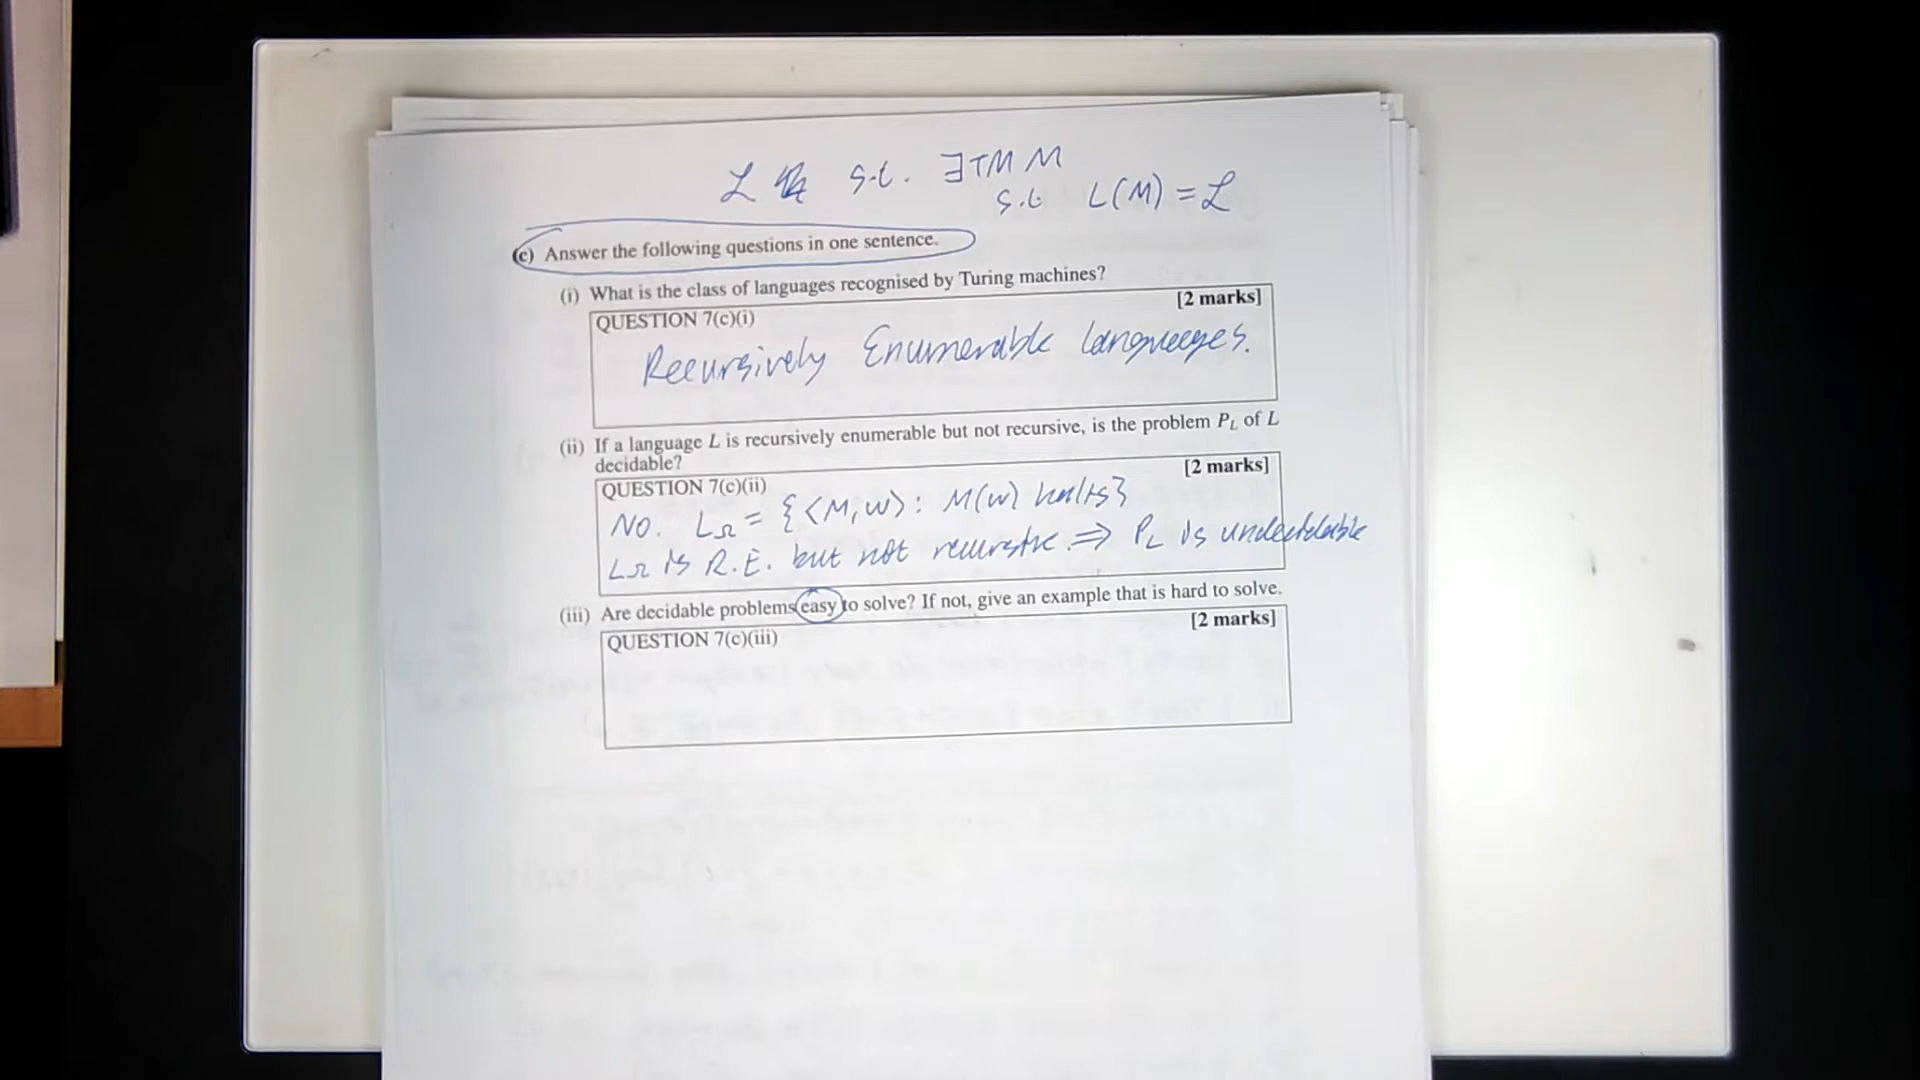 L s.t. ∃TM M
s.t L(M) = L
(c) Answer the following questions in one sentence.
(i) What is the class of languages recognised by Turing machines?
[2 marks]
QUESTION 7(c)(i)
Recursively Enumerable languages.
(ii) If a language L is recursively enumerable but not recursive, is the problem P_L of L
decidable?
[2 marks]
QUESTION 7(c)(ii)
NO. L_Ω = {<M,w>: M(w) halts}
L_Ω is R.E. but not recursive. ⇒ P_L is undecidable
(iii) Are decidable problems easy to solve? If not, give an example that is hard to solve.
[2 marks]
QUESTION 7(c)(iii)